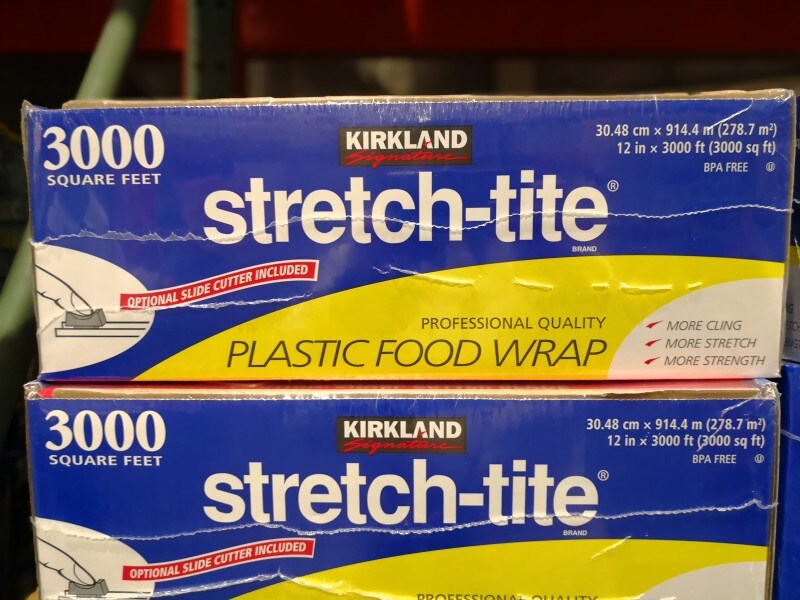 3000
SQUARE FEET
KIRKLAND
Signature
30.48 cm × 914.4 m (278.7 m²)
12 in × 3000 ft (3000 sq ft)
BPA FREE Ⓤ
stretch-tite®
BRAND
OPTIONAL SLIDE CUTTER INCLUDED
PROFESSIONAL QUALITY
PLASTIC FOOD WRAP
MORE CLING
MORE STRETCH
MORE STRENGTH
3000
SQUARE FEET
KIRKLAND
Signature
30.48 cm × 914.4 m (278.7 m²)
12 in × 3000 ft (3000 sq ft)
BPA FREE Ⓤ
stretch-tite®
BRAND
OPTIONAL SLIDE CUTTER INCLUDED
PROFESSIONAL QUALITY